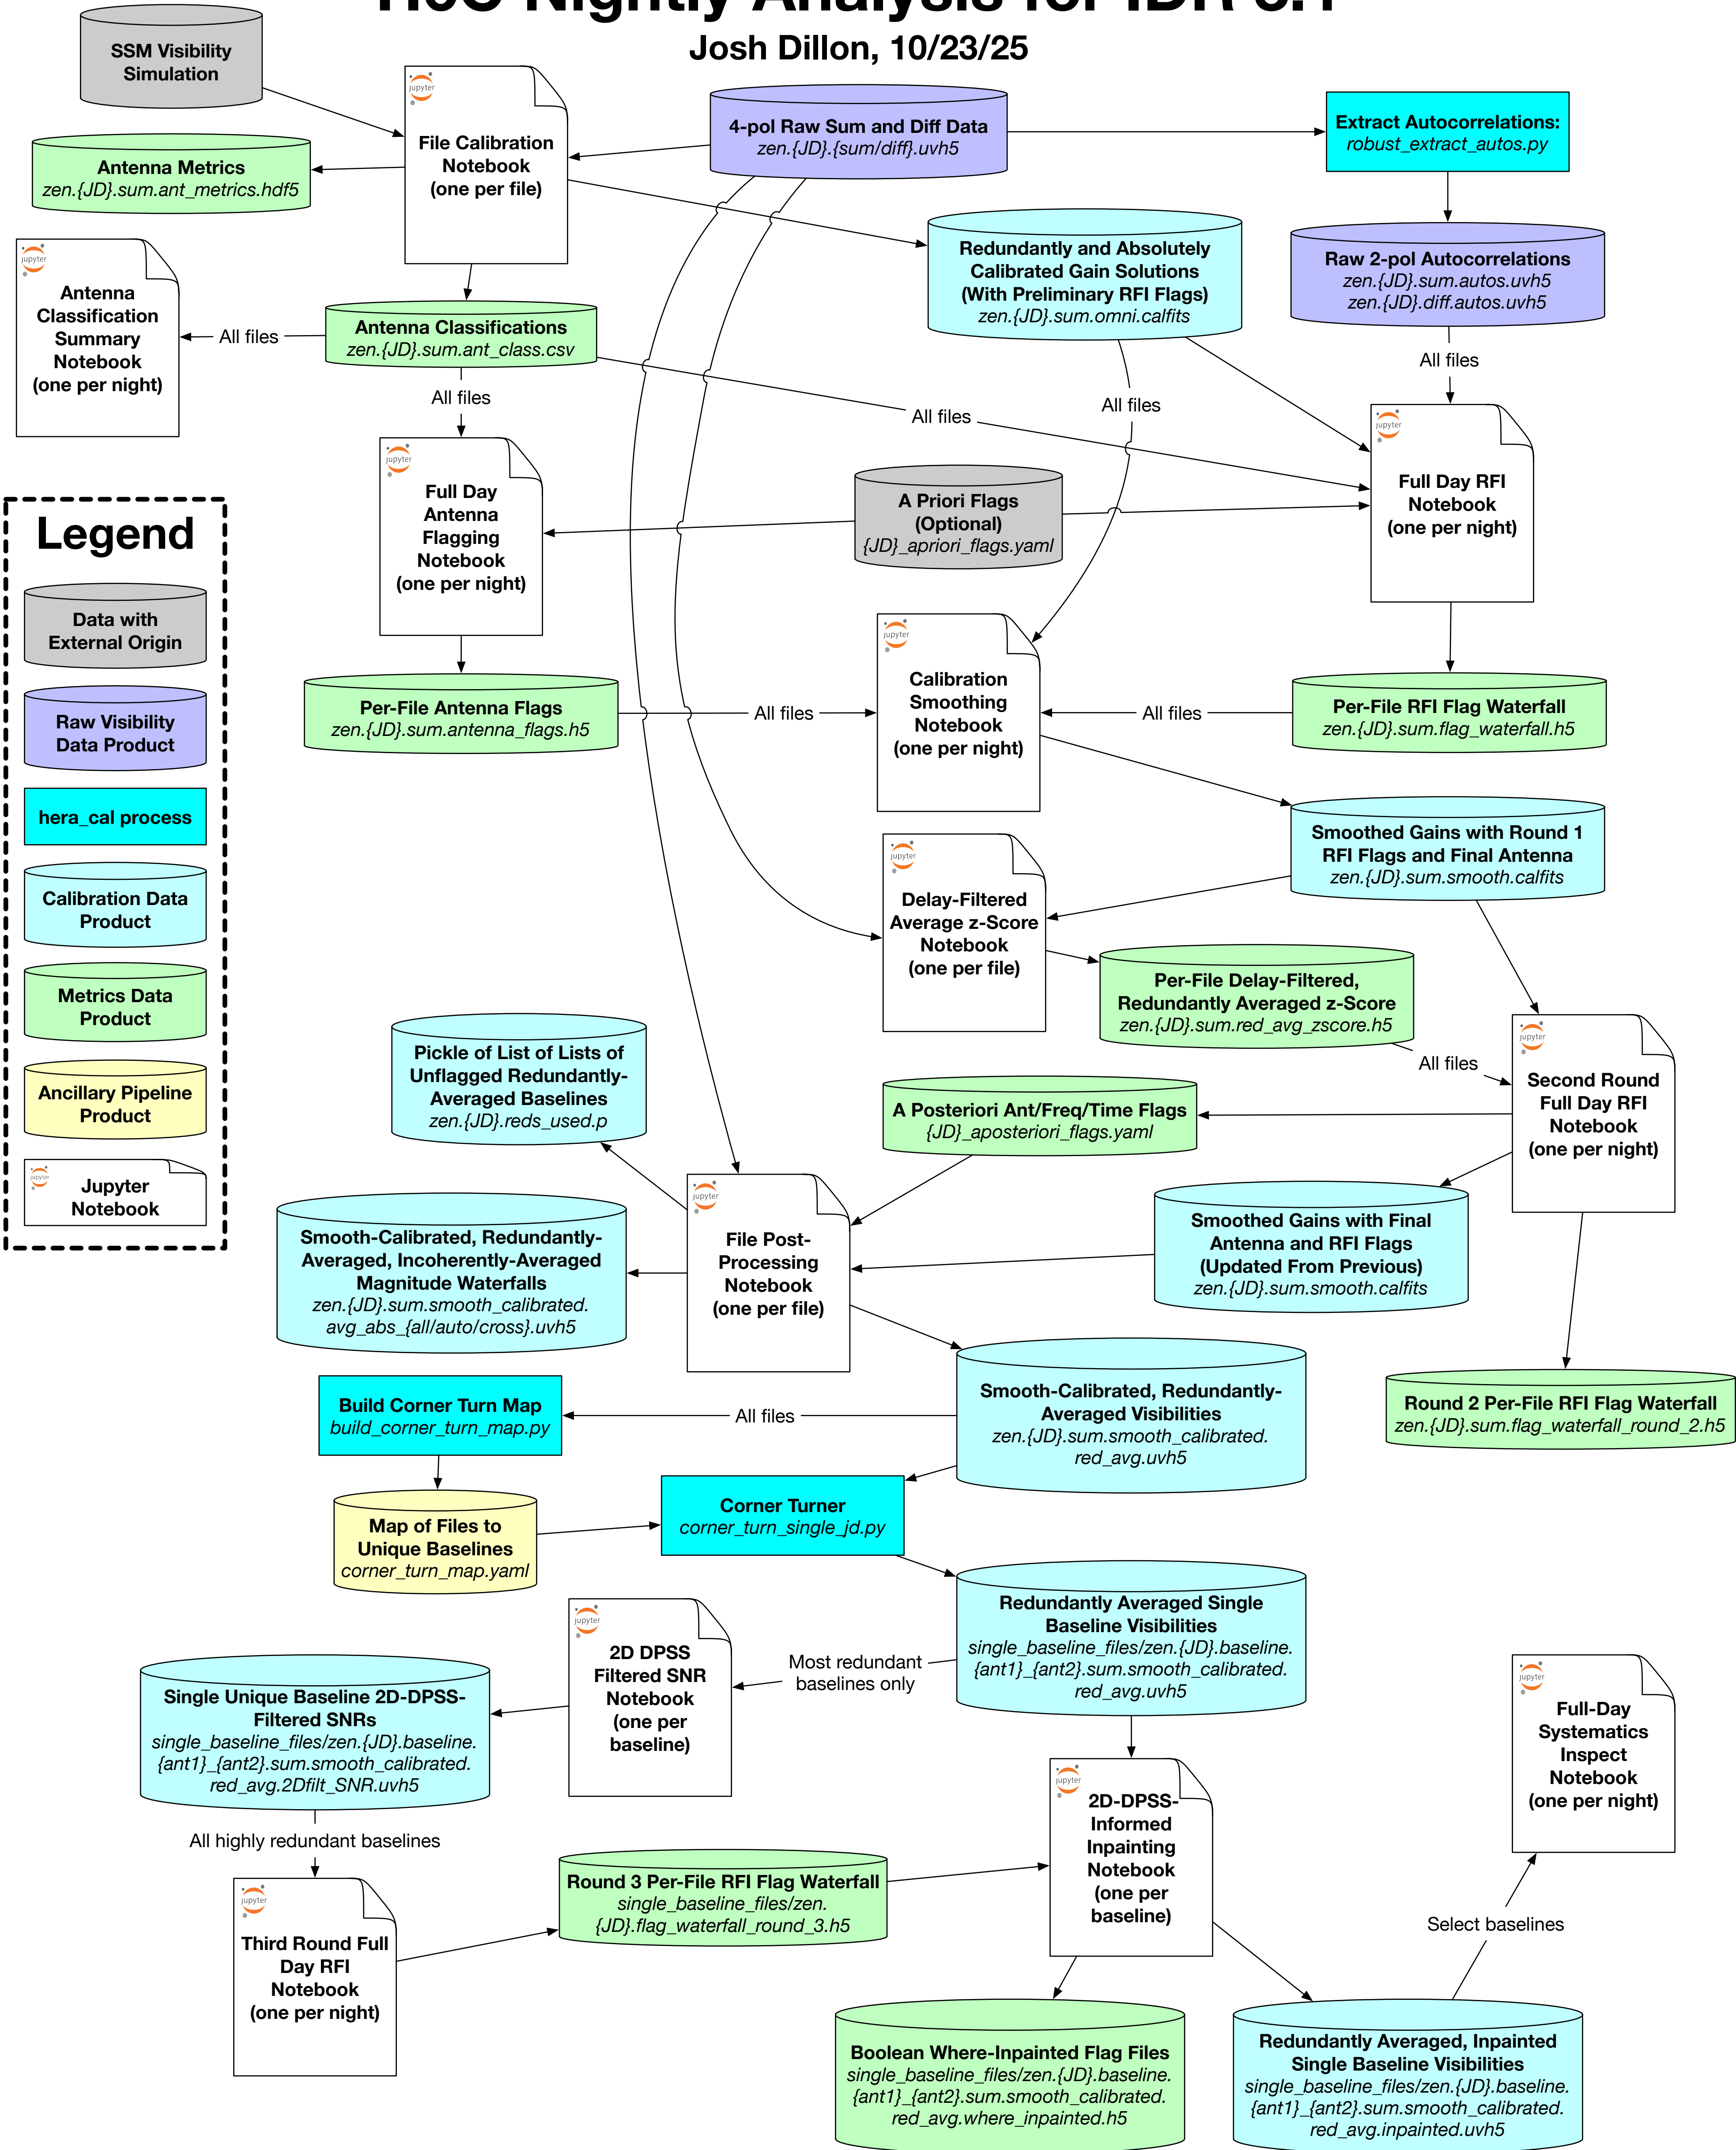 H6C Nightly Analysis for IDR 3.1
Josh Dillon, 10/23/25
SSM Visibility
Simulation
jupyter
File Calibration
Notebook
(one per file)
4-pol Raw Sum and Diff Data
zen.{JD}.{sum/diff}.uvh5
Extract Autocorrelations:
robust_extract_autos.py
Antenna Metrics
zen.{JD}.sum.ant_metrics.hdf5
jupyter
Antenna
Classification
Summary
Notebook
(one per night)
All files
Antenna Classifications
zen.{JD}.sum.ant_class.csv
Redundantly and Absolutely
Calibrated Gain Solutions
(With Preliminary RFI Flags)
zen.{JD}.sum.omni.calfits
Raw 2-pol Autocorrelations
zen.{JD}.sum.autos.uvh5
zen.{JD}.diff.autos.uvh5
All files
All files
All files
All files
jupyter
Full Day
Antenna
Flagging
Notebook
(one per night)
A Priori Flags
(Optional)
{JD}_apriori_flags.yaml
jupyter
Full Day RFI
Notebook
(one per night)
Legend
Data with
External Origin
Raw Visibility
Data Product
hera_cal process
Calibration Data
Product
Metrics Data
Product
Ancillary Pipeline
Product
jupyter
Jupyter
Notebook
Per-File Antenna Flags
zen.{JD}.sum.antenna_flags.h5
All files
jupyter
Calibration
Smoothing
Notebook
(one per night)
All files
Per-File RFI Flag Waterfall
zen.{JD}.sum.flag_waterfall.h5
Smoothed Gains with Round 1
RFI Flags and Final Antenna
zen.{JD}.sum.smooth.calfits
jupyter
Delay-Filtered
Average z-Score
Notebook
(one per file)
Per-File Delay-Filtered,
Redundantly Averaged z-Score
zen.{JD}.sum.red_avg_zscore.h5
All files
jupyter
Second Round
Full Day RFI
Notebook
(one per night)
Pickle of List of Lists of
Unflagged Redundantly-
Averaged Baselines
zen.{JD}.reds_used.p
A Posteriori Ant/Freq/Time Flags
{JD}_aposteriori_flags.yaml
Smooth-Calibrated, Redundantly-
Averaged, Incoherently-Averaged
Magnitude Waterfalls
zen.{JD}.sum.smooth_calibrated.
avg_abs_{all/auto/cross}.uvh5
jupyter
File Post-
Processing
Notebook
(one per file)
Smoothed Gains with Final
Antenna and RFI Flags
(Updated From Previous)
zen.{JD}.sum.smooth.calfits
Build Corner Turn Map
build_corner_turn_map.py
All files
Smooth-Calibrated, Redundantly-
Averaged Visibilities
zen.{JD}.sum.smooth_calibrated.
red_avg.uvh5
Round 2 Per-File RFI Flag Waterfall
zen.{JD}.sum.flag_waterfall_round_2.h5
Map of Files to
Unique Baselines
corner_turn_map.yaml
Corner Turner
corner_turn_single_jd.py
Redundantly Averaged Single
Baseline Visibilities
single_baseline_files/zen.{JD}.baseline.
{ant1}_{ant2}.sum.smooth_calibrated.
red_avg.uvh5
Most redundant
baselines only
jupyter
2D DPSS
Filtered SNR
Notebook
(one per
baseline)
Single Unique Baseline 2D-DPSS-
Filtered SNRs
single_baseline_files/zen.{JD}.baseline.
{ant1}_{ant2}.sum.smooth_calibrated.
red_avg.2Dfilt_SNR.uvh5
All highly redundant baselines
jupyter
Third Round Full
Day RFI
Notebook
(one per night)
Round 3 Per-File RFI Flag Waterfall
single_baseline_files/zen.
{JD}.flag_waterfall_round_3.h5
jupyter
2D-DPSS-
Informed
Inpainting
Notebook
(one per
baseline)
jupyter
Full-Day
Systematics
Inspect
Notebook
(one per night)
Select baselines
Boolean Where-Inpainted Flag Files
single_baseline_files/zen.{JD}.baseline.
{ant1}_{ant2}.sum.smooth_calibrated.
red_avg.where_inpainted.h5
Redundantly Averaged, Inpainted
Single Baseline Visibilities
single_baseline_files/zen.{JD}.baseline.
{ant1}_{ant2}.sum.smooth_calibrated.
red_avg.inpainted.uvh5